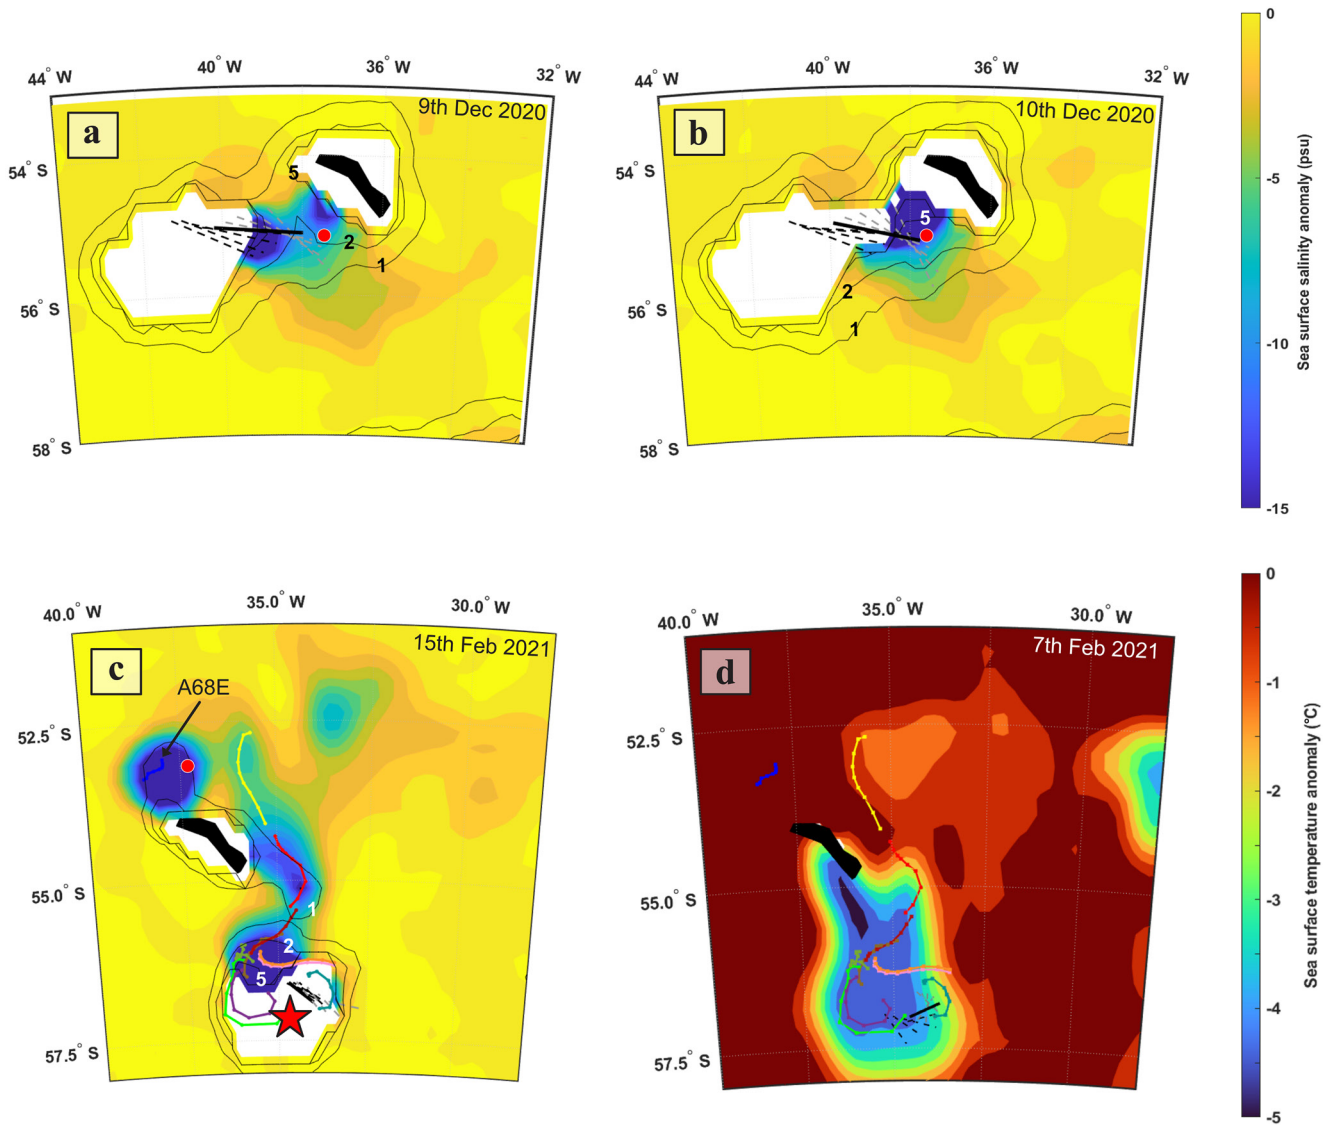 44° W
40° W
36° W
32° W
9th Dec 2020
a
54° S
56° S
58° S
5
2
1
44° W
40° W
36° W
32° W
10th Dec 2020
b
54° S
56° S
58° S
5
2
1
0
-5
-10
-15
Sea surface salinity anomaly (psu)
40.0° W
35.0° W
30.0° W
15th Feb 2021
c
A68E
52.5° S
55.0° S
57.5° S
1
2
5
40.0° W
35.0° W
30.0° W
7th Feb 2021
d
52.5° S
55.0° S
57.5° S
0
-1
-2
-3
-4
-5
Sea surface temperature anomaly (°C)